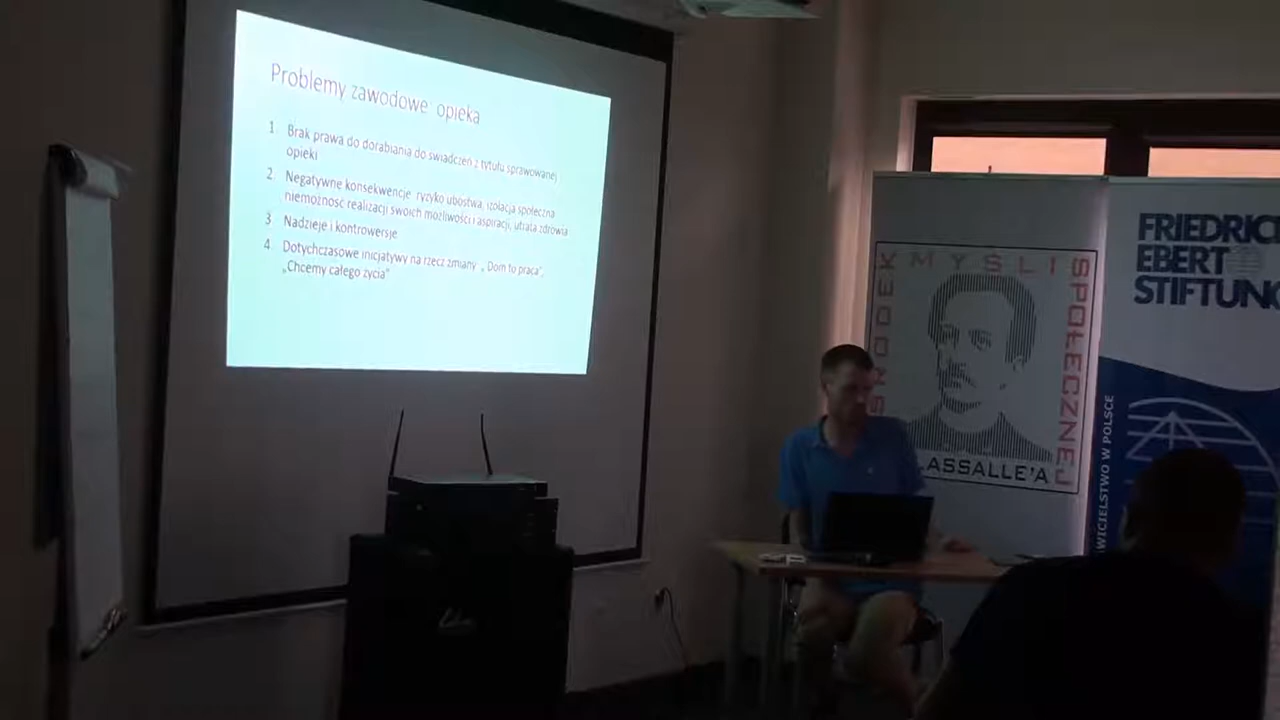 Problemy zawodowe opieka
1 Brak prawa do dorabiania do świadczeń z tytułu sprawowanej
opieki
2. Negatywne konsekwencje ryzyko ubóstwa, izolacja społeczna
niemożność realizacji swoich możliwości i aspiracji, utrata zdrowia
3 Nadzieje i kontrowersje
4. Dotychczasowe inicjatywy na rzecz zmiany „ Dom to praca”,
„Chcemy całego życia”
OŚRODEK MYŚLI SPOŁECZNEJ
LASSALLE'A
FRIEDRICH
EBERT
STIFTUNG
WICIELSTWO W POLSCE